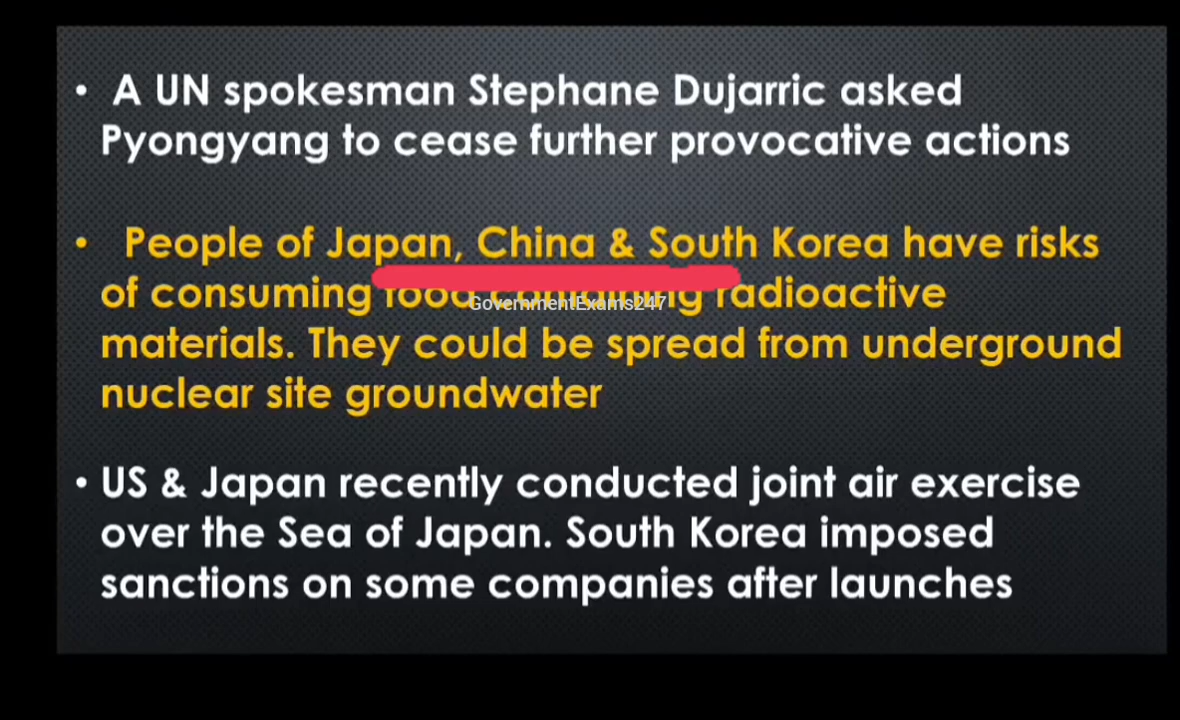 • A UN spokesman Stephane Dujarric asked
Pyongyang to cease further provocative actions
• People of Japan, China & South Korea have risks
of consuming food containing radioactive
GovernmentExams247
materials. They could be spread from underground
nuclear site groundwater
• US & Japan recently conducted joint air exercise
over the Sea of Japan. South Korea imposed
sanctions on some companies after launches